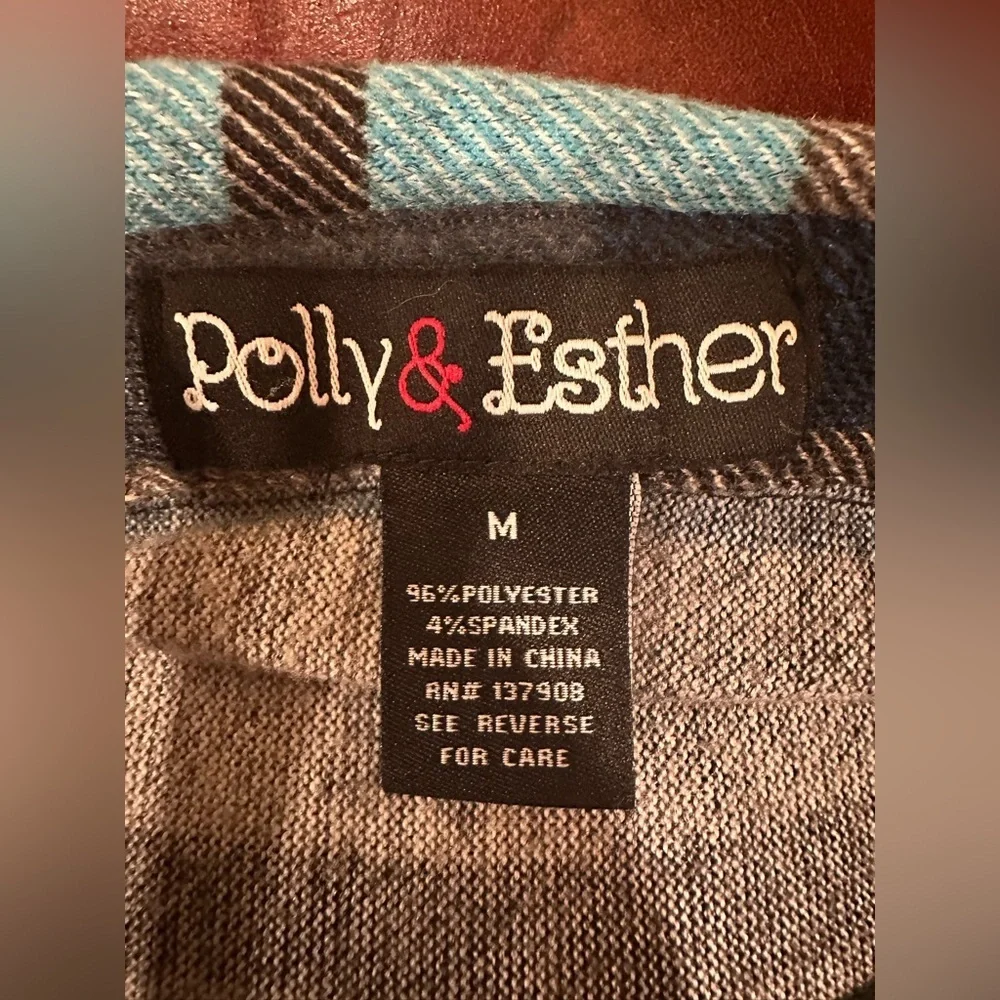 Polly & Esther
M
96%POLYESTER
4%SPANDEX
MADE IN CHINA
RN# 137908
SEE REVERSE
FOR CARE